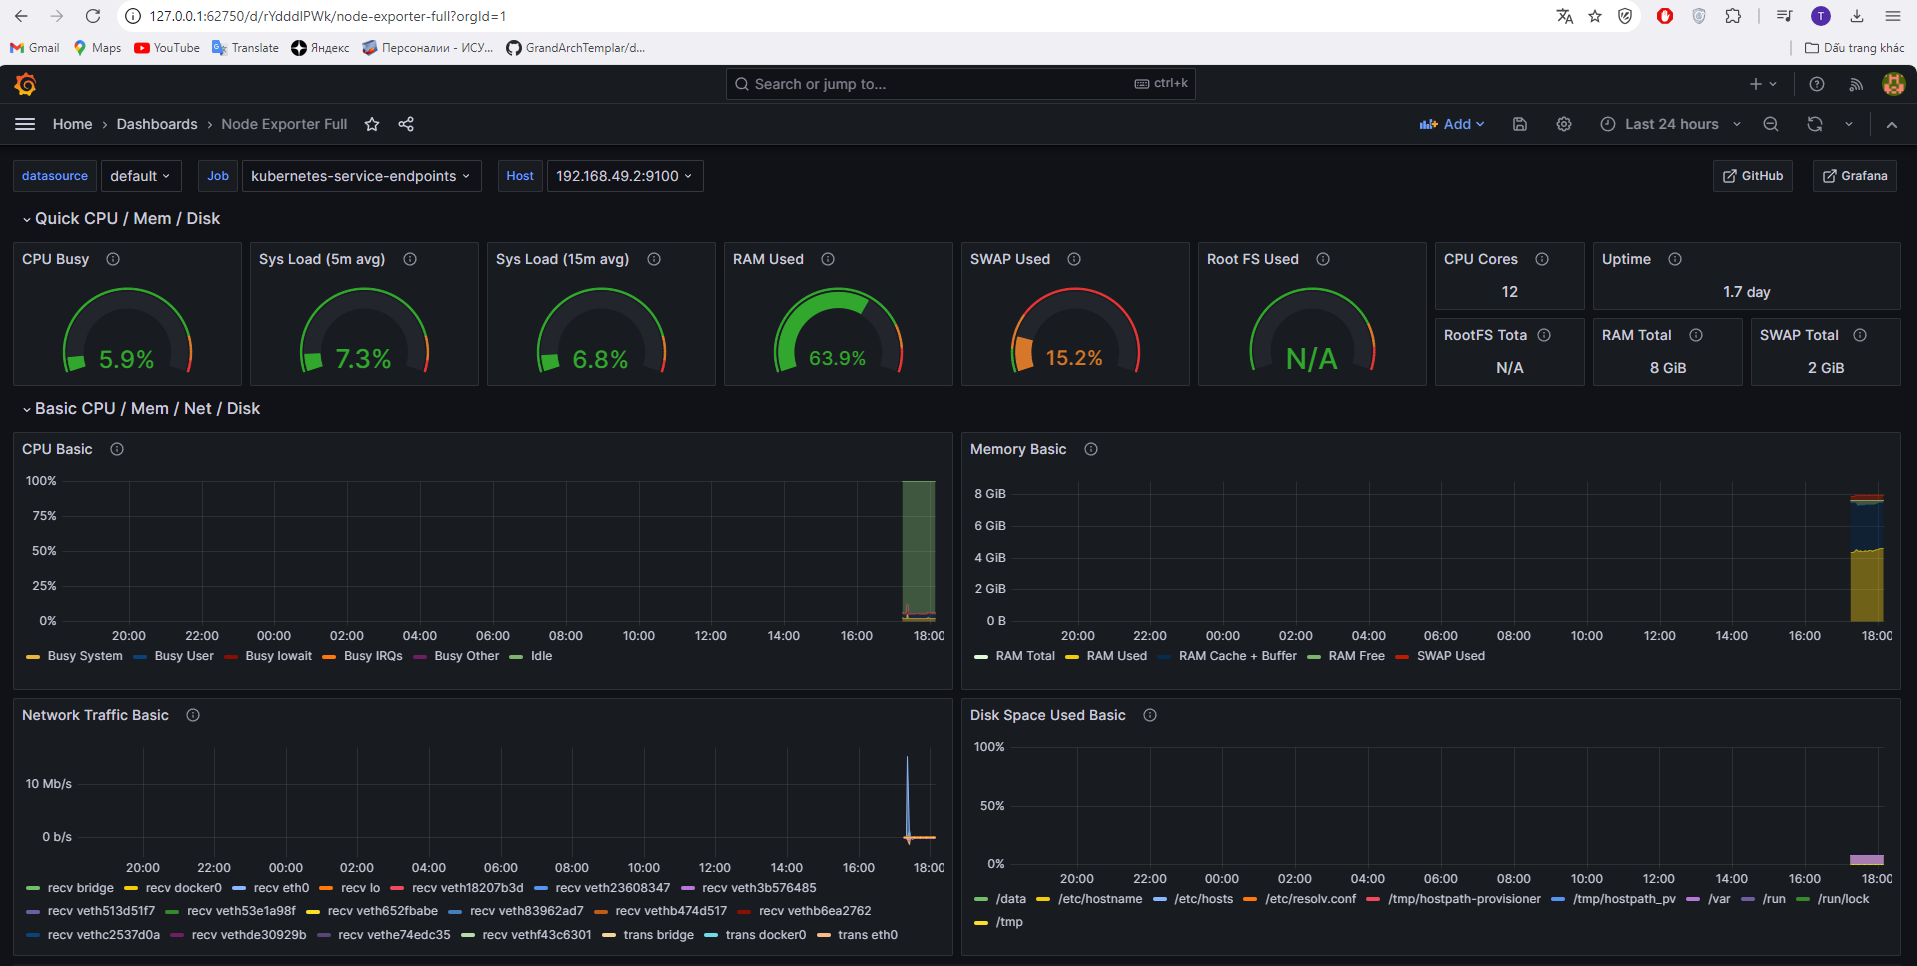 127.0.0.1:62750/d/rYdddlPWk/node-exporter-full?orgId=1
T
Gmail Maps YouTube Translate Яндекс Персоналии - ИСУ... GrandArchTemplar/d... Dấu trang khác
Search or jump to... ctrl+k
Home › Dashboards › Node Exporter Full Add Last 24 hours
datasource default Job kubernetes-service-endpoints Host 192.168.49.2:9100 GitHub Grafana
Quick CPU / Mem / Disk
CPU Busy Sys Load (5m avg) Sys Load (15m avg) RAM Used SWAP Used Root FS Used CPU Cores Uptime
12 1.7 day
RootFS Tota RAM Total SWAP Total
5.9% 7.3% 6.8% 63.9% 15.2% N/A N/A 8 GiB 2 GiB
Basic CPU / Mem / Net / Disk
CPU Basic
100%
75%
50%
25%
0%
20:00 22:00 00:00 02:00 04:00 06:00 08:00 10:00 12:00 14:00 16:00 18:00
Busy System Busy User Busy Iowait Busy IRQs Busy Other Idle
Memory Basic
8 GiB
6 GiB
4 GiB
2 GiB
0 B
20:00 22:00 00:00 02:00 04:00 06:00 08:00 10:00 12:00 14:00 16:00 18:00
RAM Total RAM Used RAM Cache + Buffer RAM Free SWAP Used
Network Traffic Basic
10 Mb/s
0 b/s
20:00 22:00 00:00 02:00 04:00 06:00 08:00 10:00 12:00 14:00 16:00 18:00
recv bridge recv docker0 recv eth0 recv lo recv veth18207b3d recv veth23608347 recv veth3b576485
recv veth513d51f7 recv veth53e1a98f recv veth652fbabe recv veth83962ad7 recv vethb474d517 recv vethb6ea2762
recv vethc2537d0a recv vethde30929b recv vethe74edc35 recv vethf43c6301 trans bridge trans docker0 trans eth0
Disk Space Used Basic
100%
50%
0%
20:00 22:00 00:00 02:00 04:00 06:00 08:00 10:00 12:00 14:00 16:00 18:00
/data /etc/hostname /etc/hosts /etc/resolv.conf /tmp/hostpath-provisioner /tmp/hostpath_pv /var /run /run/lock
/tmp